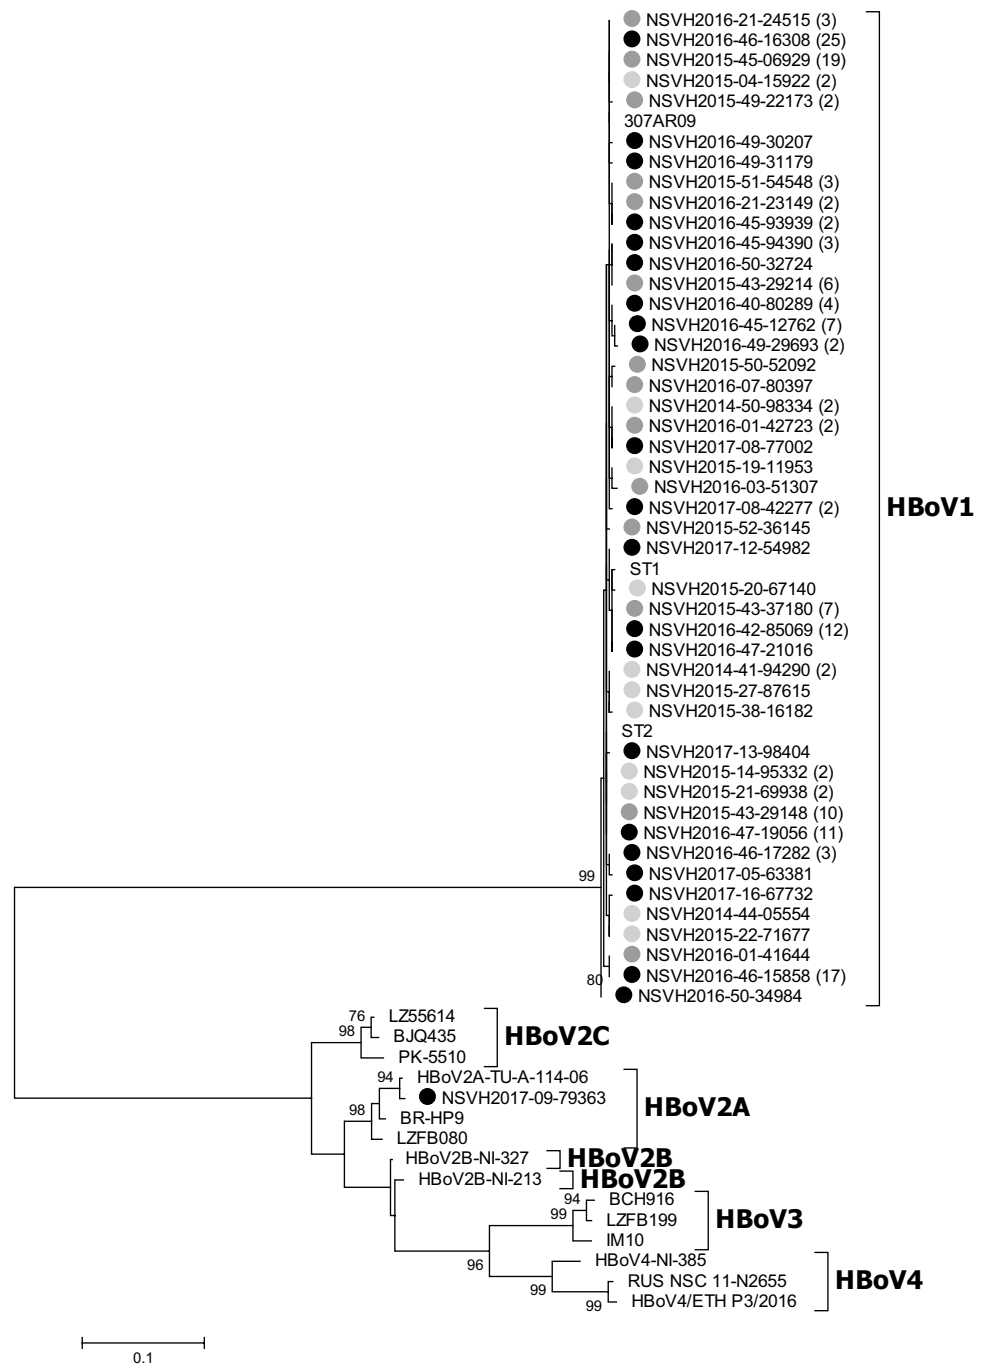 NSVH2016-21-24515 (3)
NSVH2016-46-16308 (25)
NSVH2015-45-06929 (19)
NSVH2015-04-15922 (2)
NSVH2015-49-22173 (2)
307AR09
NSVH2016-49-30207
NSVH2016-49-31179
NSVH2015-51-54548 (3)
NSVH2016-21-23149 (2)
NSVH2016-45-93939 (2)
NSVH2016-45-94390 (3)
NSVH2016-50-32724
NSVH2015-43-29214 (6)
NSVH2016-40-80289 (4)
NSVH2016-45-12762 (7)
NSVH2016-49-29693 (2)
NSVH2015-50-52092
NSVH2016-07-80397
NSVH2014-50-98334 (2)
NSVH2016-01-42723 (2)
NSVH2017-08-77002
NSVH2015-19-11953
NSVH2016-03-51307
NSVH2017-08-42277 (2)
HBoV1
NSVH2015-52-36145
NSVH2017-12-54982
ST1
NSVH2015-20-67140
NSVH2015-43-37180 (7)
NSVH2016-42-85069 (12)
NSVH2016-47-21016
NSVH2014-41-94290 (2)
NSVH2015-27-87615
NSVH2015-38-16182
ST2
NSVH2017-13-98404
NSVH2015-14-95332 (2)
NSVH2015-21-69938 (2)
NSVH2015-43-29148 (10)
NSVH2016-47-19056 (11)
NSVH2016-46-17282 (3)
99
NSVH2017-05-63381
NSVH2017-16-67732
NSVH2014-44-05554
NSVH2015-22-71677
NSVH2016-01-41644
NSVH2016-46-15858 (17)
80
NSVH2016-50-34984
76
LZ55614
98
BJQ435
HBoV2C
PK-5510
94
HBoV2A-TU-A-114-06
NSVH2017-09-79363
HBoV2A
98
BR-HP9
LZFB080
HBoV2B-NI-327
HBoV2B
HBoV2B-NI-213
HBoV2B
94
BCH916
99
LZFB199
HBoV3
IM10
96
HBoV4-NI-385
HBoV4
99
RUS NSC 11-N2655
99
HBoV4/ETH P3/2016
0.1